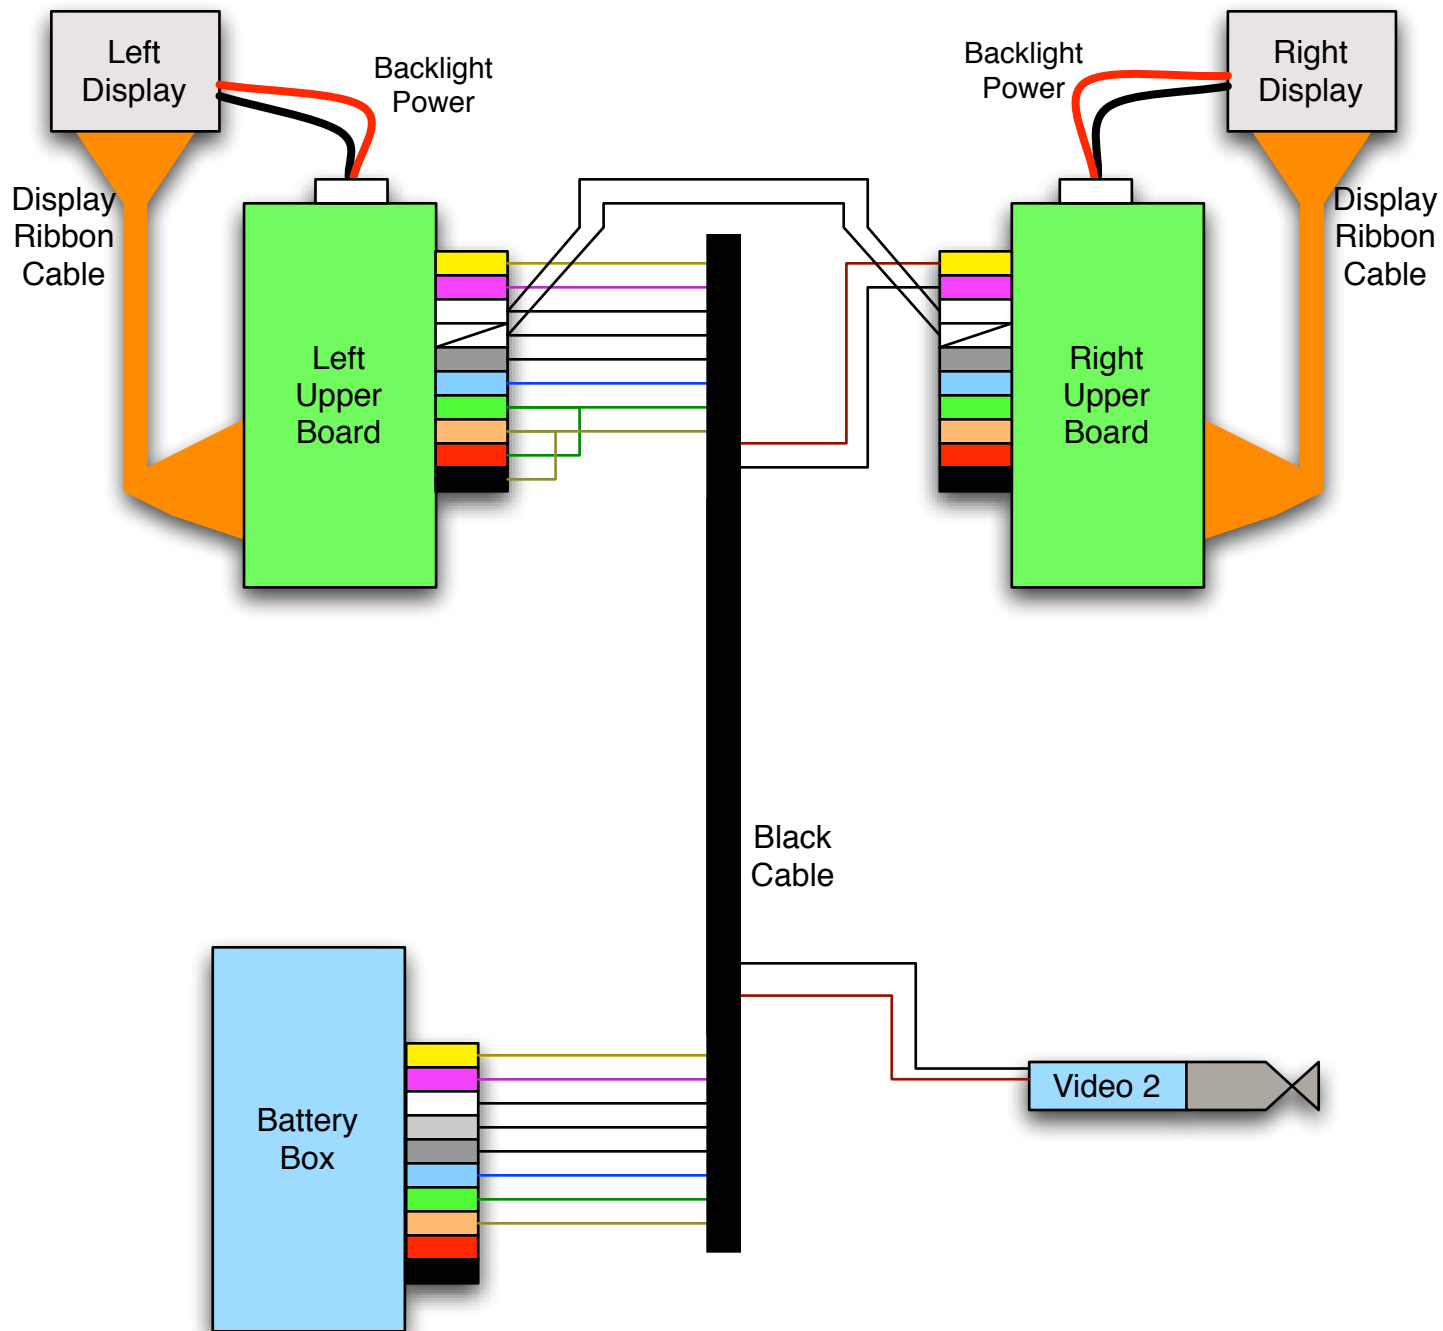 Left
Display
Backlight
Power
Backlight
Power
Right
Display
Display
Ribbon
Cable
Display
Ribbon
Cable
Left
Upper
Board
Right
Upper
Board
Black
Cable
Battery
Box
Video 2